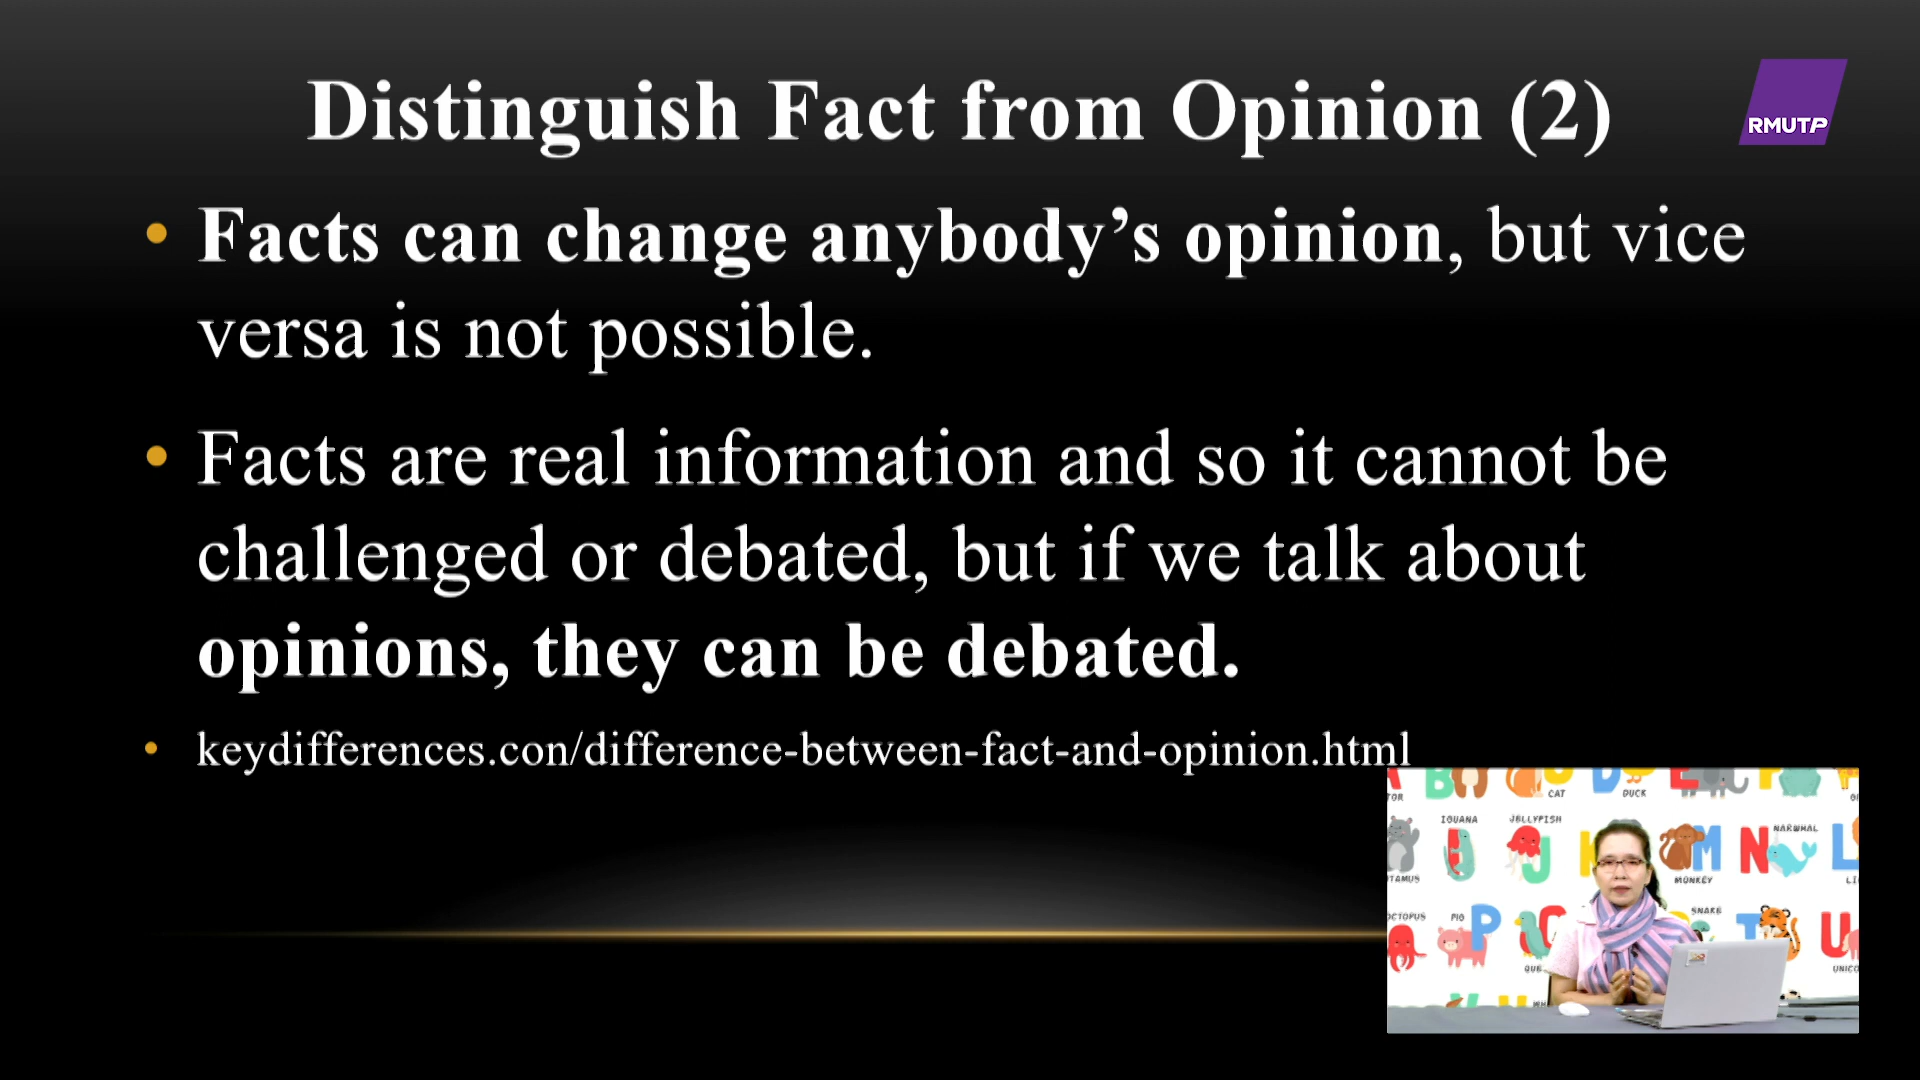 Distinguish Fact from Opinion (2)
RMUTP
• Facts can change anybody's opinion, but vice
versa is not possible.
• Facts are real information and so it cannot be
challenged or debated, but if we talk about
opinions, they can be debated.
• keydifferences.con/difference-between-fact-and-opinion.html
B
CAT
DUCK
IGUANA
JELLYFISH
J
M
N
NARWHAL
MONKEY
L
OCTOPUS
PIG
P
SNAKE
T
U